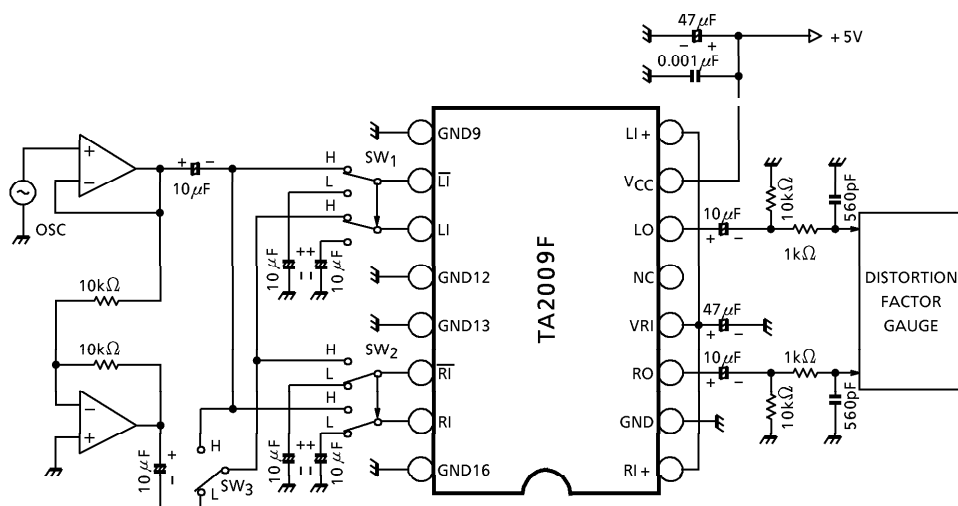 47μF
− +
+5V
0.001μF
GND9
LI+
H
SW1
+ −
10μF
L̅I̅
VCC
10kΩ
560pF
OSC
L
H
LI
LO
10μF
+ −
1kΩ
10μF
++
10μF
GND12
NC
TA2009F
DISTORTION
FACTOR
GAUGE
10kΩ
GND13
VRI
47μF
+ −
10kΩ
H
SW2
R̅I̅
RO
10μF
+ −
1kΩ
L
H
L
RI
GND
10kΩ
560pF
H
10μF
++
10μF
10μF
+
L
SW3
GND16
RI+